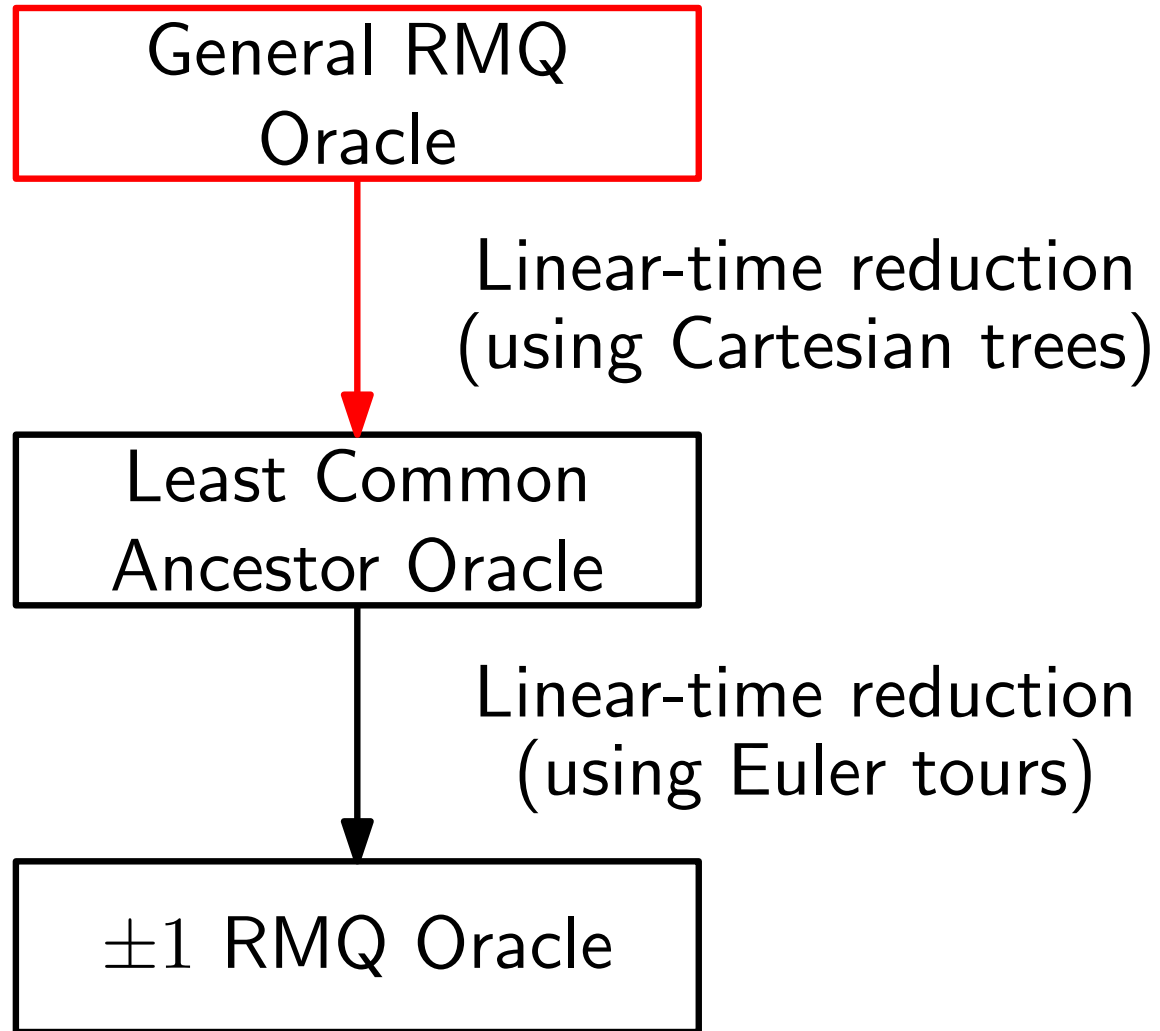 General RMQ
Oracle
Linear-time reduction
(using Cartesian trees)
Least Common
Ancestor Oracle
Linear-time reduction
(using Euler tours)
±1 RMQ Oracle